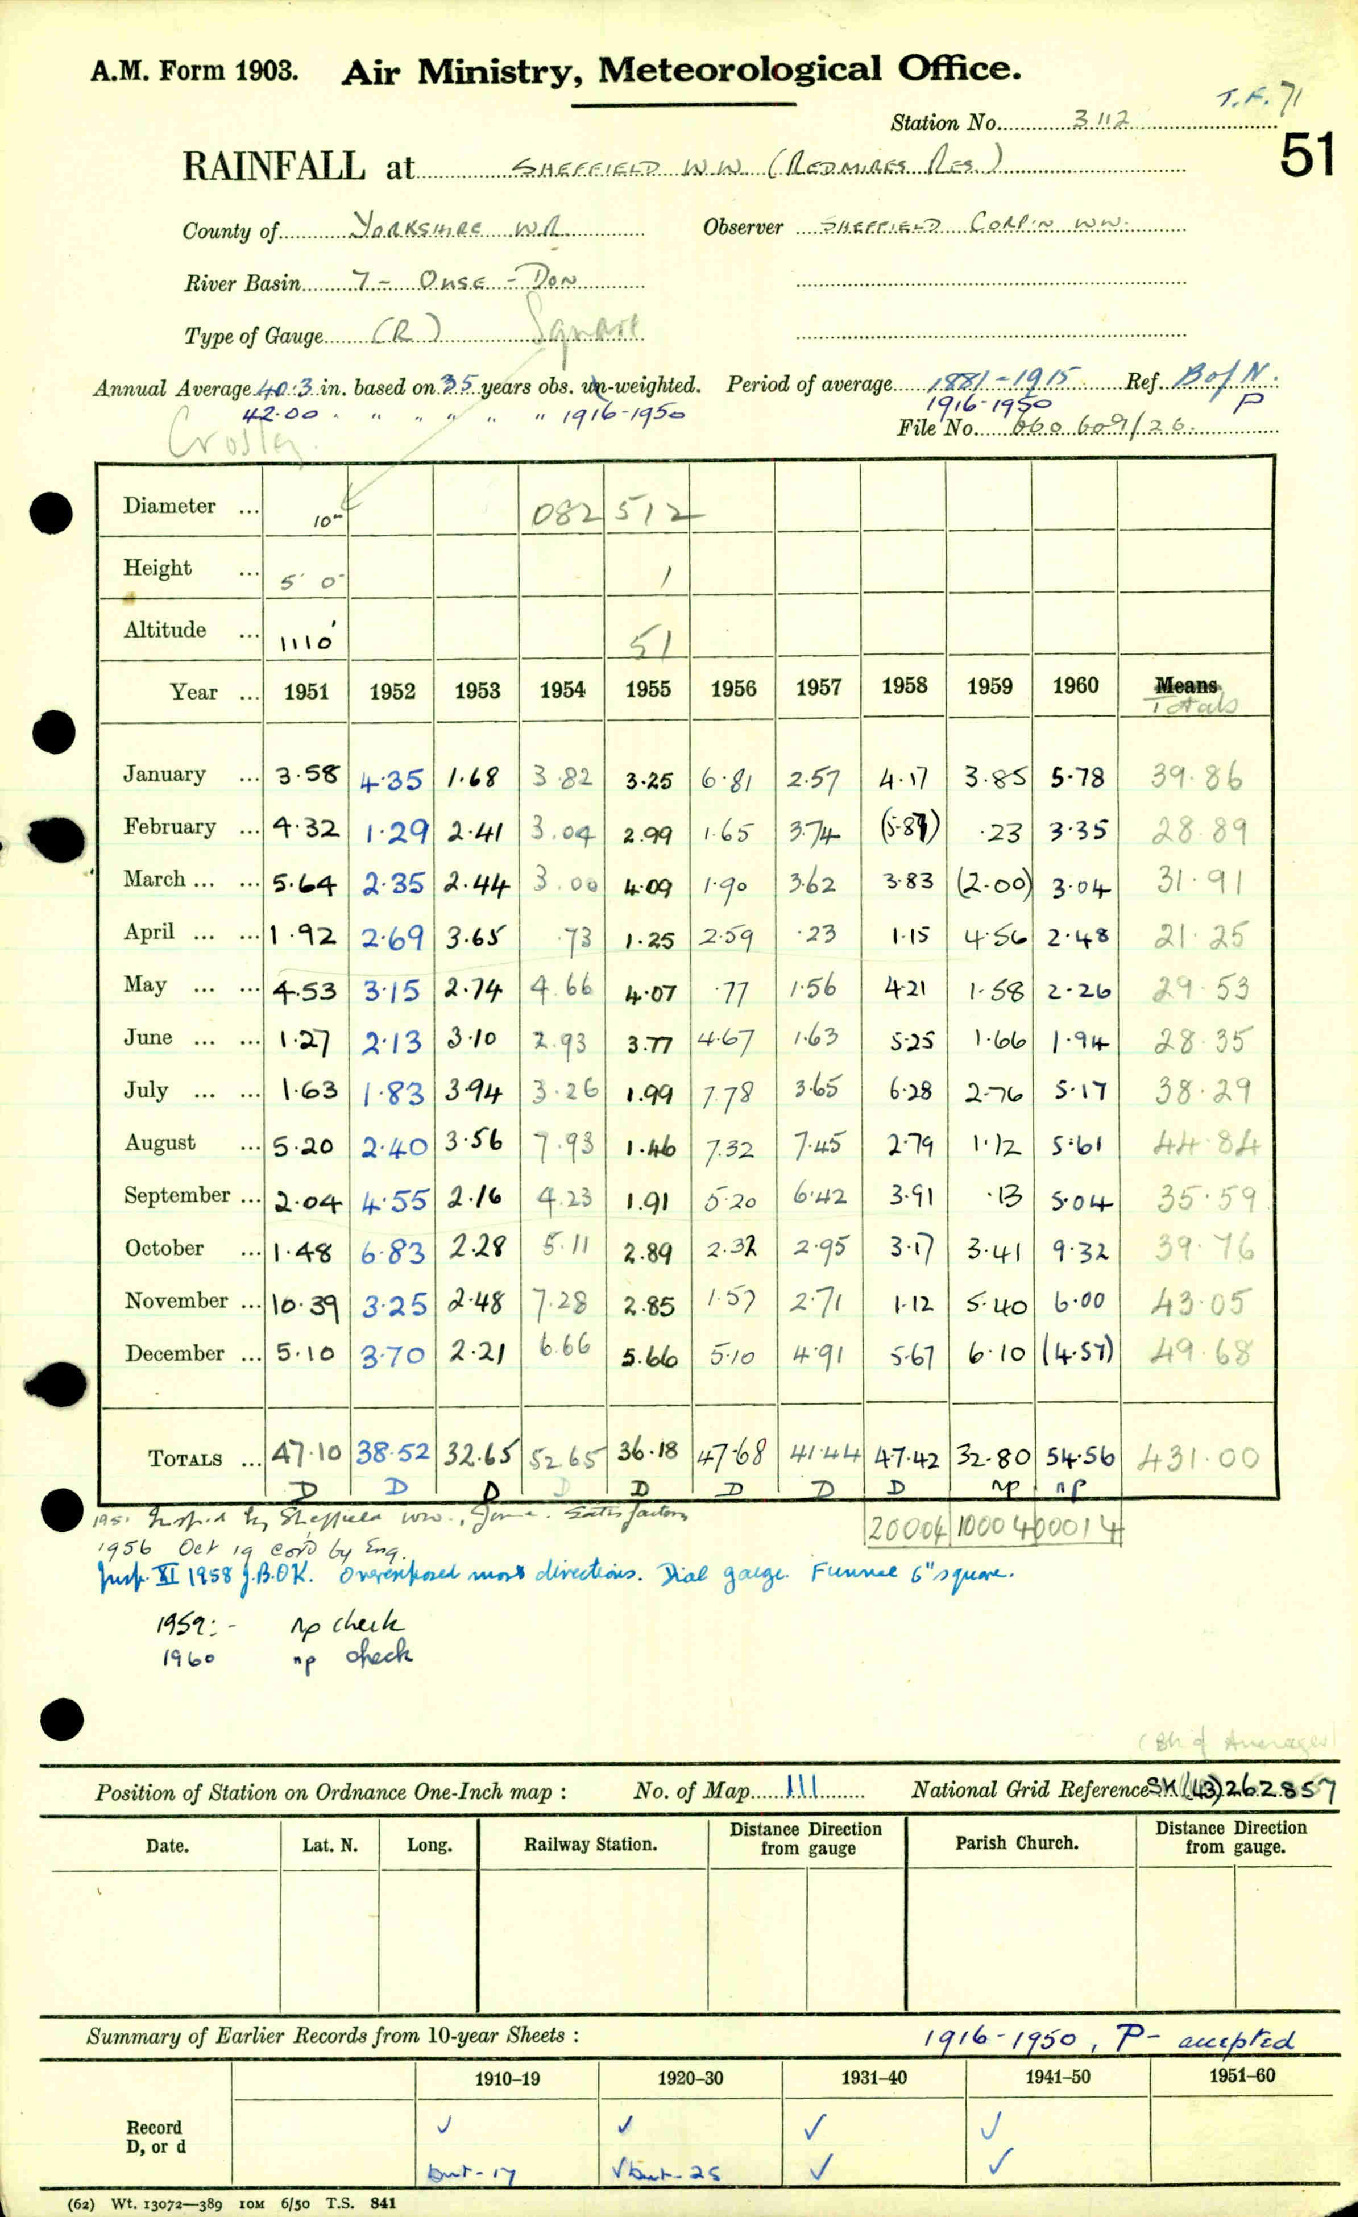 A.M. Form 1903. Air Ministry, Meteorological Office.
T.F. 71
Station No. 3112
51
RAINFALL at SHEFFIELD W.W. (REDMIRES RES.)
County of YORKSHIRE W.R. Observer SHEFFIELD CORP'N WW.
River Basin 7 - OUSE - DON
Type of Gauge (R) Square
Annual Average 40.3 in. based on 35 years obs. un-weighted. Period of average 1881-1915 Ref. B of N.
42.00 " " " " " " 1916-1950 1916-1950 P
File No. 060 609/26
Crosley.
Diameter ... 10" 082 512
Height ... 5' 0" 1
Altitude ... 1110' 51
Year ... 1951 1952 1953 1954 1955 1956 1957 1958 1959 1960 Means Totals
January ... 3.58 4.35 1.68 3.82 3.25 6.81 2.57 4.17 3.85 5.78 39.86
February ... 4.32 1.29 2.41 3.04 2.99 1.65 3.74 (5.87) .23 3.35 28.89
March ... ... 5.64 2.35 2.44 3.00 4.09 1.90 3.62 3.83 (2.00) 3.04 31.91
April ... ... 1.92 2.69 3.65 .73 1.25 2.59 .23 1.15 4.56 2.48 21.25
May ... ... 4.53 3.15 2.74 4.66 4.07 .77 1.56 4.21 1.58 2.26 29.53
June ... ... 1.27 2.13 3.10 2.93 3.77 4.67 1.63 5.25 1.66 1.94 28.35
July ... ... 1.63 1.83 3.94 3.26 1.99 7.78 3.65 6.28 2.76 5.17 38.29
August ... 5.20 2.40 3.56 7.93 1.46 7.32 7.45 2.79 1.12 5.61 44.84
September ... 2.04 4.55 2.16 4.23 1.91 5.20 6.42 3.91 .13 5.04 35.59
October ... 1.48 6.83 2.28 5.11 2.89 2.32 2.95 3.17 3.41 9.32 39.76
November ... 10.39 3.25 2.48 7.28 2.85 1.57 2.71 1.12 5.40 6.00 43.05
December ... 5.10 3.70 2.21 6.66 5.66 5.10 4.91 5.67 6.10 (4.57) 49.68
TOTALS ... 47.10 38.52 32.65 52.65 36.18 47.68 41.44 47.42 32.80 54.56 431.00
D D D D D D D D np np
20004 10004 00014
1951 Insp'd by Sheffield WW., June. Satisfactory
1956 Oct 19 cor'd by Eng.
Insp. XI 1958 J.B.O.K. Overexposed most directions. Dial gauge. Funnel 6" square.
1959:- np check
1960 np check
(Bk of Averages)
Position of Station on Ordnance One-Inch map : No. of Map 111 National Grid Reference SK (43) 262857
Date. Lat. N. Long. Railway Station. Distance Direction from gauge Parish Church. Distance Direction from gauge.
Summary of Earlier Records from 10-year Sheets : 1916-1950, P- accepted
1910–19 1920–30 1931–40 1941–50 1951–60
Record ✓ ✓ ✓ ✓
D, or d but-17 ✓ but-25 ✓ ✓
(62) Wt. 13072—389 10M 6/50 T.S. 841